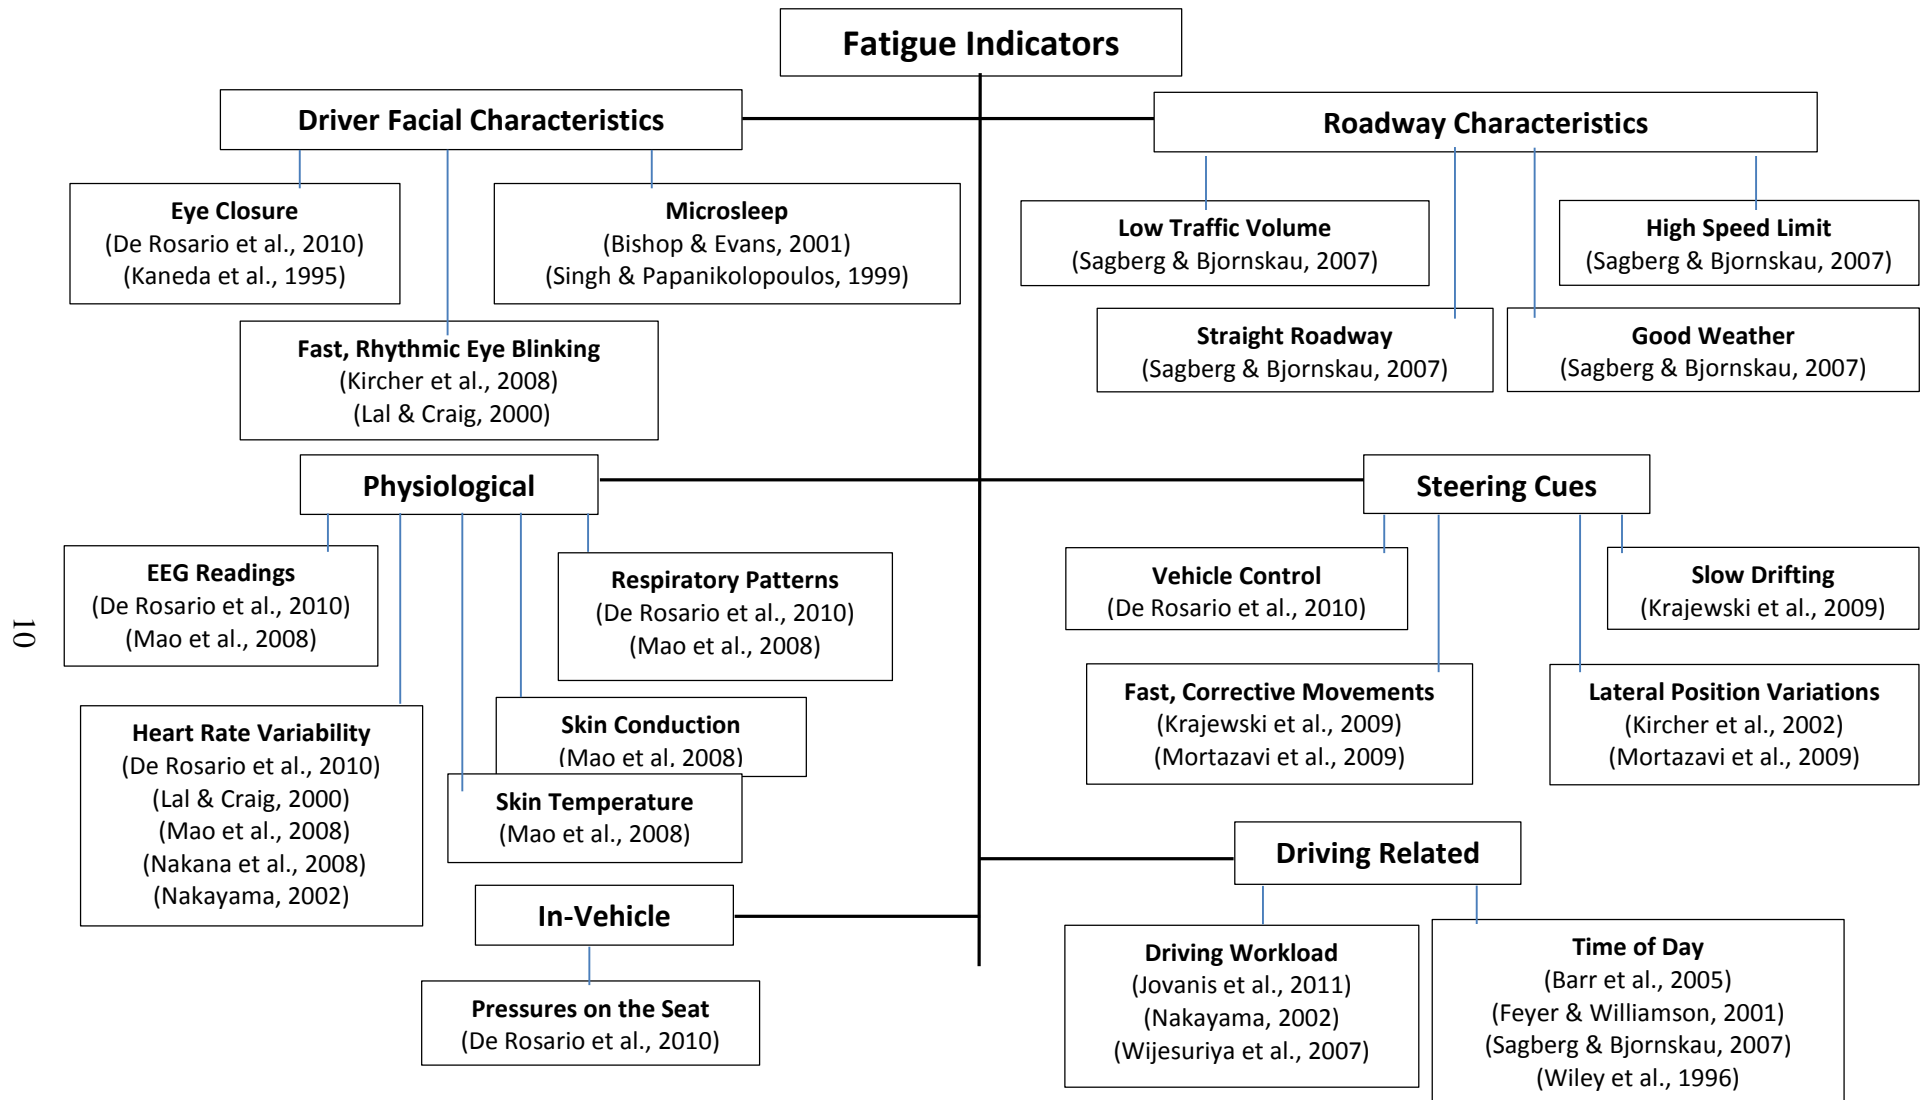 Fatigue Indicators
Driver Facial Characteristics
Roadway Characteristics
Eye Closure
(De Rosario et al., 2010)
(Kaneda et al., 1995)
Microsleep
(Bishop & Evans, 2001)
(Singh & Papanikolopoulos, 1999)
Fast, Rhythmic Eye Blinking
(Kircher et al., 2008)
(Lal & Craig, 2000)
Low Traffic Volume
(Sagberg & Bjornskau, 2007)
High Speed Limit
(Sagberg & Bjornskau, 2007)
Straight Roadway
(Sagberg & Bjornskau, 2007)
Good Weather
(Sagberg & Bjornskau, 2007)
Physiological
Steering Cues
EEG Readings
(De Rosario et al., 2010)
(Mao et al., 2008)
Respiratory Patterns
(De Rosario et al., 2010)
(Mao et al., 2008)
Heart Rate Variability
(De Rosario et al., 2010)
(Lal & Craig, 2000)
(Mao et al., 2008)
(Nakana et al., 2008)
(Nakayama, 2002)
Skin Conduction
(Mao et al. 2008)
Skin Temperature
(Mao et al., 2008)
Vehicle Control
(De Rosario et al., 2010)
Slow Drifting
(Krajewski et al., 2009)
Fast, Corrective Movements
(Krajewski et al., 2009)
(Mortazavi et al., 2009)
Lateral Position Variations
(Kircher et al., 2002)
(Mortazavi et al., 2009)
In-Vehicle
Pressures on the Seat
(De Rosario et al., 2010)
Driving Related
Driving Workload
(Jovanis et al., 2011)
(Nakayama, 2002)
(Wijesuriya et al., 2007)
Time of Day
(Barr et al., 2005)
(Feyer & Williamson, 2001)
(Sagberg & Bjornskau, 2007)
(Wiley et al., 1996)
10